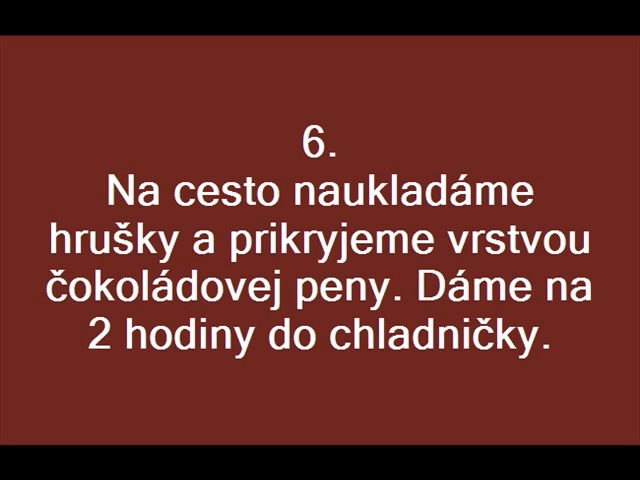 6.
Na cesto naukladáme
hrušky a prikryjeme vrstvou
čokoládovej peny. Dáme na
2 hodiny do chladničky.